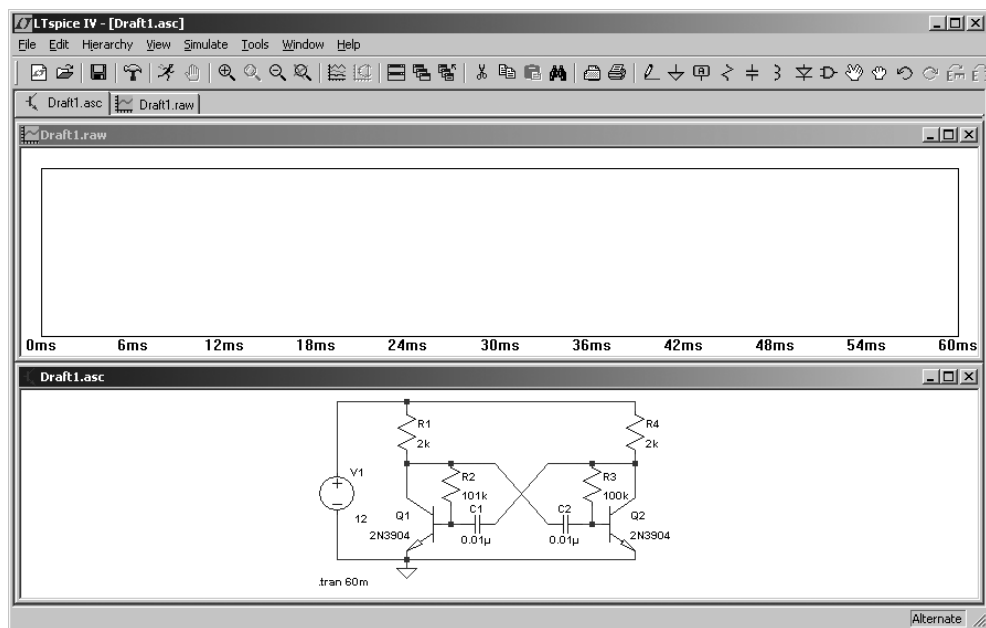 LTspice IV - [Draft1.asc]
File Edit Hierarchy View Simulate Tools Window Help
Draft1.asc Draft1.raw
Draft1.raw
0ms 6ms 12ms 18ms 24ms 30ms 36ms 42ms 48ms 54ms 60ms
Draft1.asc
R1 R4
2k 2k
V1 R2 R3
101k 100k
C1 C2
12 Q1 Q2
2N3904 0.01µ 0.01µ 2N3904
.tran 60m
Alternate